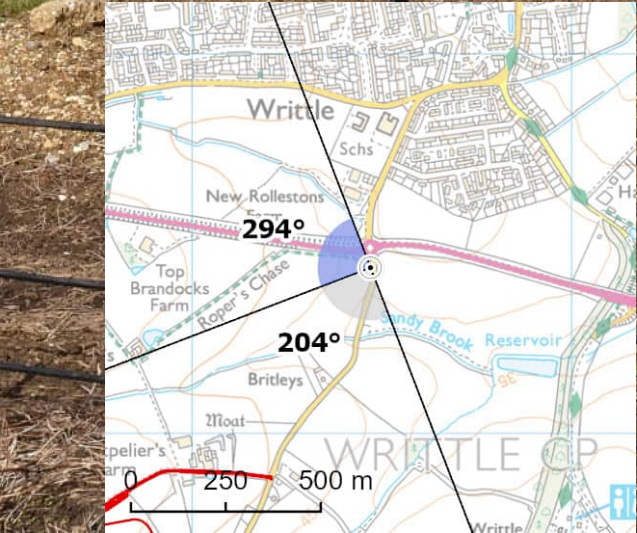 Writtle
Schs
New Rollestons
294°
Top
Brandocks
Farm
Roper's Chase
204°
Sandy Brook
Reservoir
35
Britleys
Moat
WRITTLE CP
0 250 500 m
Writtle